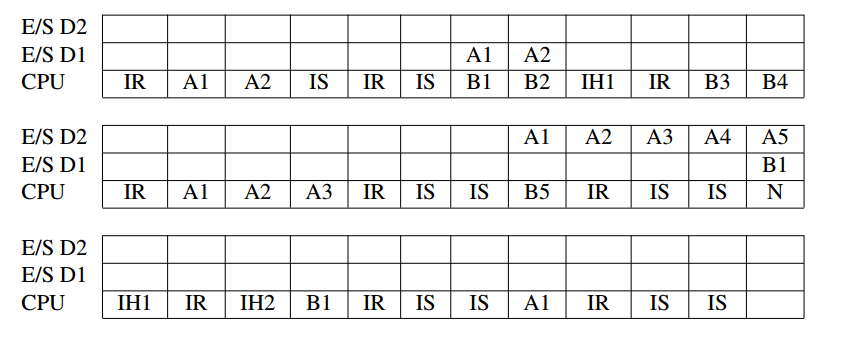 E/S D2
E/S D1 A1 A2
CPU IR A1 A2 IS IR IS B1 B2 IH1 IR B3 B4
E/S D2 A1 A2 A3 A4 A5
E/S D1 B1
CPU IR A1 A2 A3 IR IS IS B5 IR IS IS N
E/S D2
E/S D1
CPU IH1 IR IH2 B1 IR IS IS A1 IR IS IS